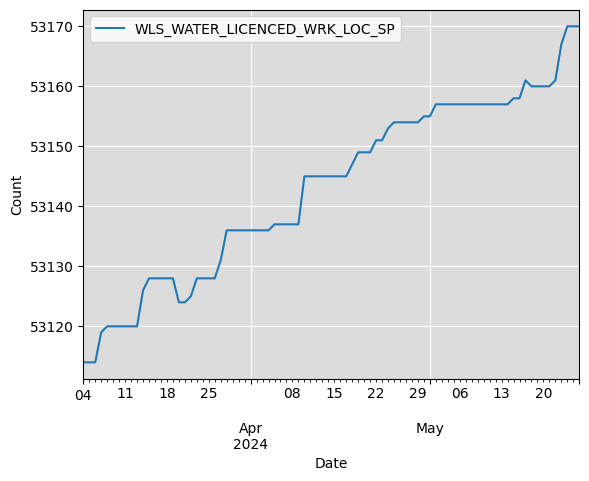 WLS_WATER_LICENCED_WRK_LOC_SP
53170
53160
53150
53140
53130
53120
Count
04 11 18 25 08 15 22 29 06 13 20
Apr May
2024
Date